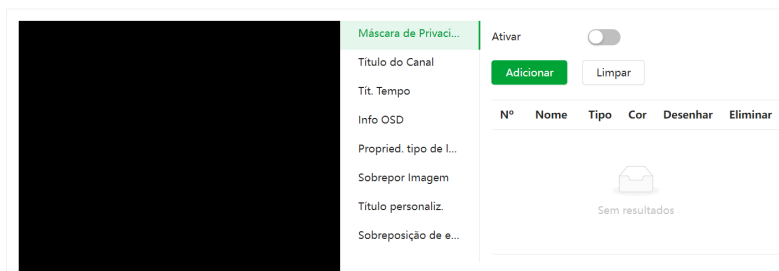 Máscara de Privaci...
Título do Canal
Tít. Tempo
Info OSD
Propried. tipo de l...
Sobrepor Imagem
Título personaliz.
Sobreposição de e...
Ativar
Adicionar Limpar
Nº Nome Tipo Cor Desenhar Eliminar
Sem resultados